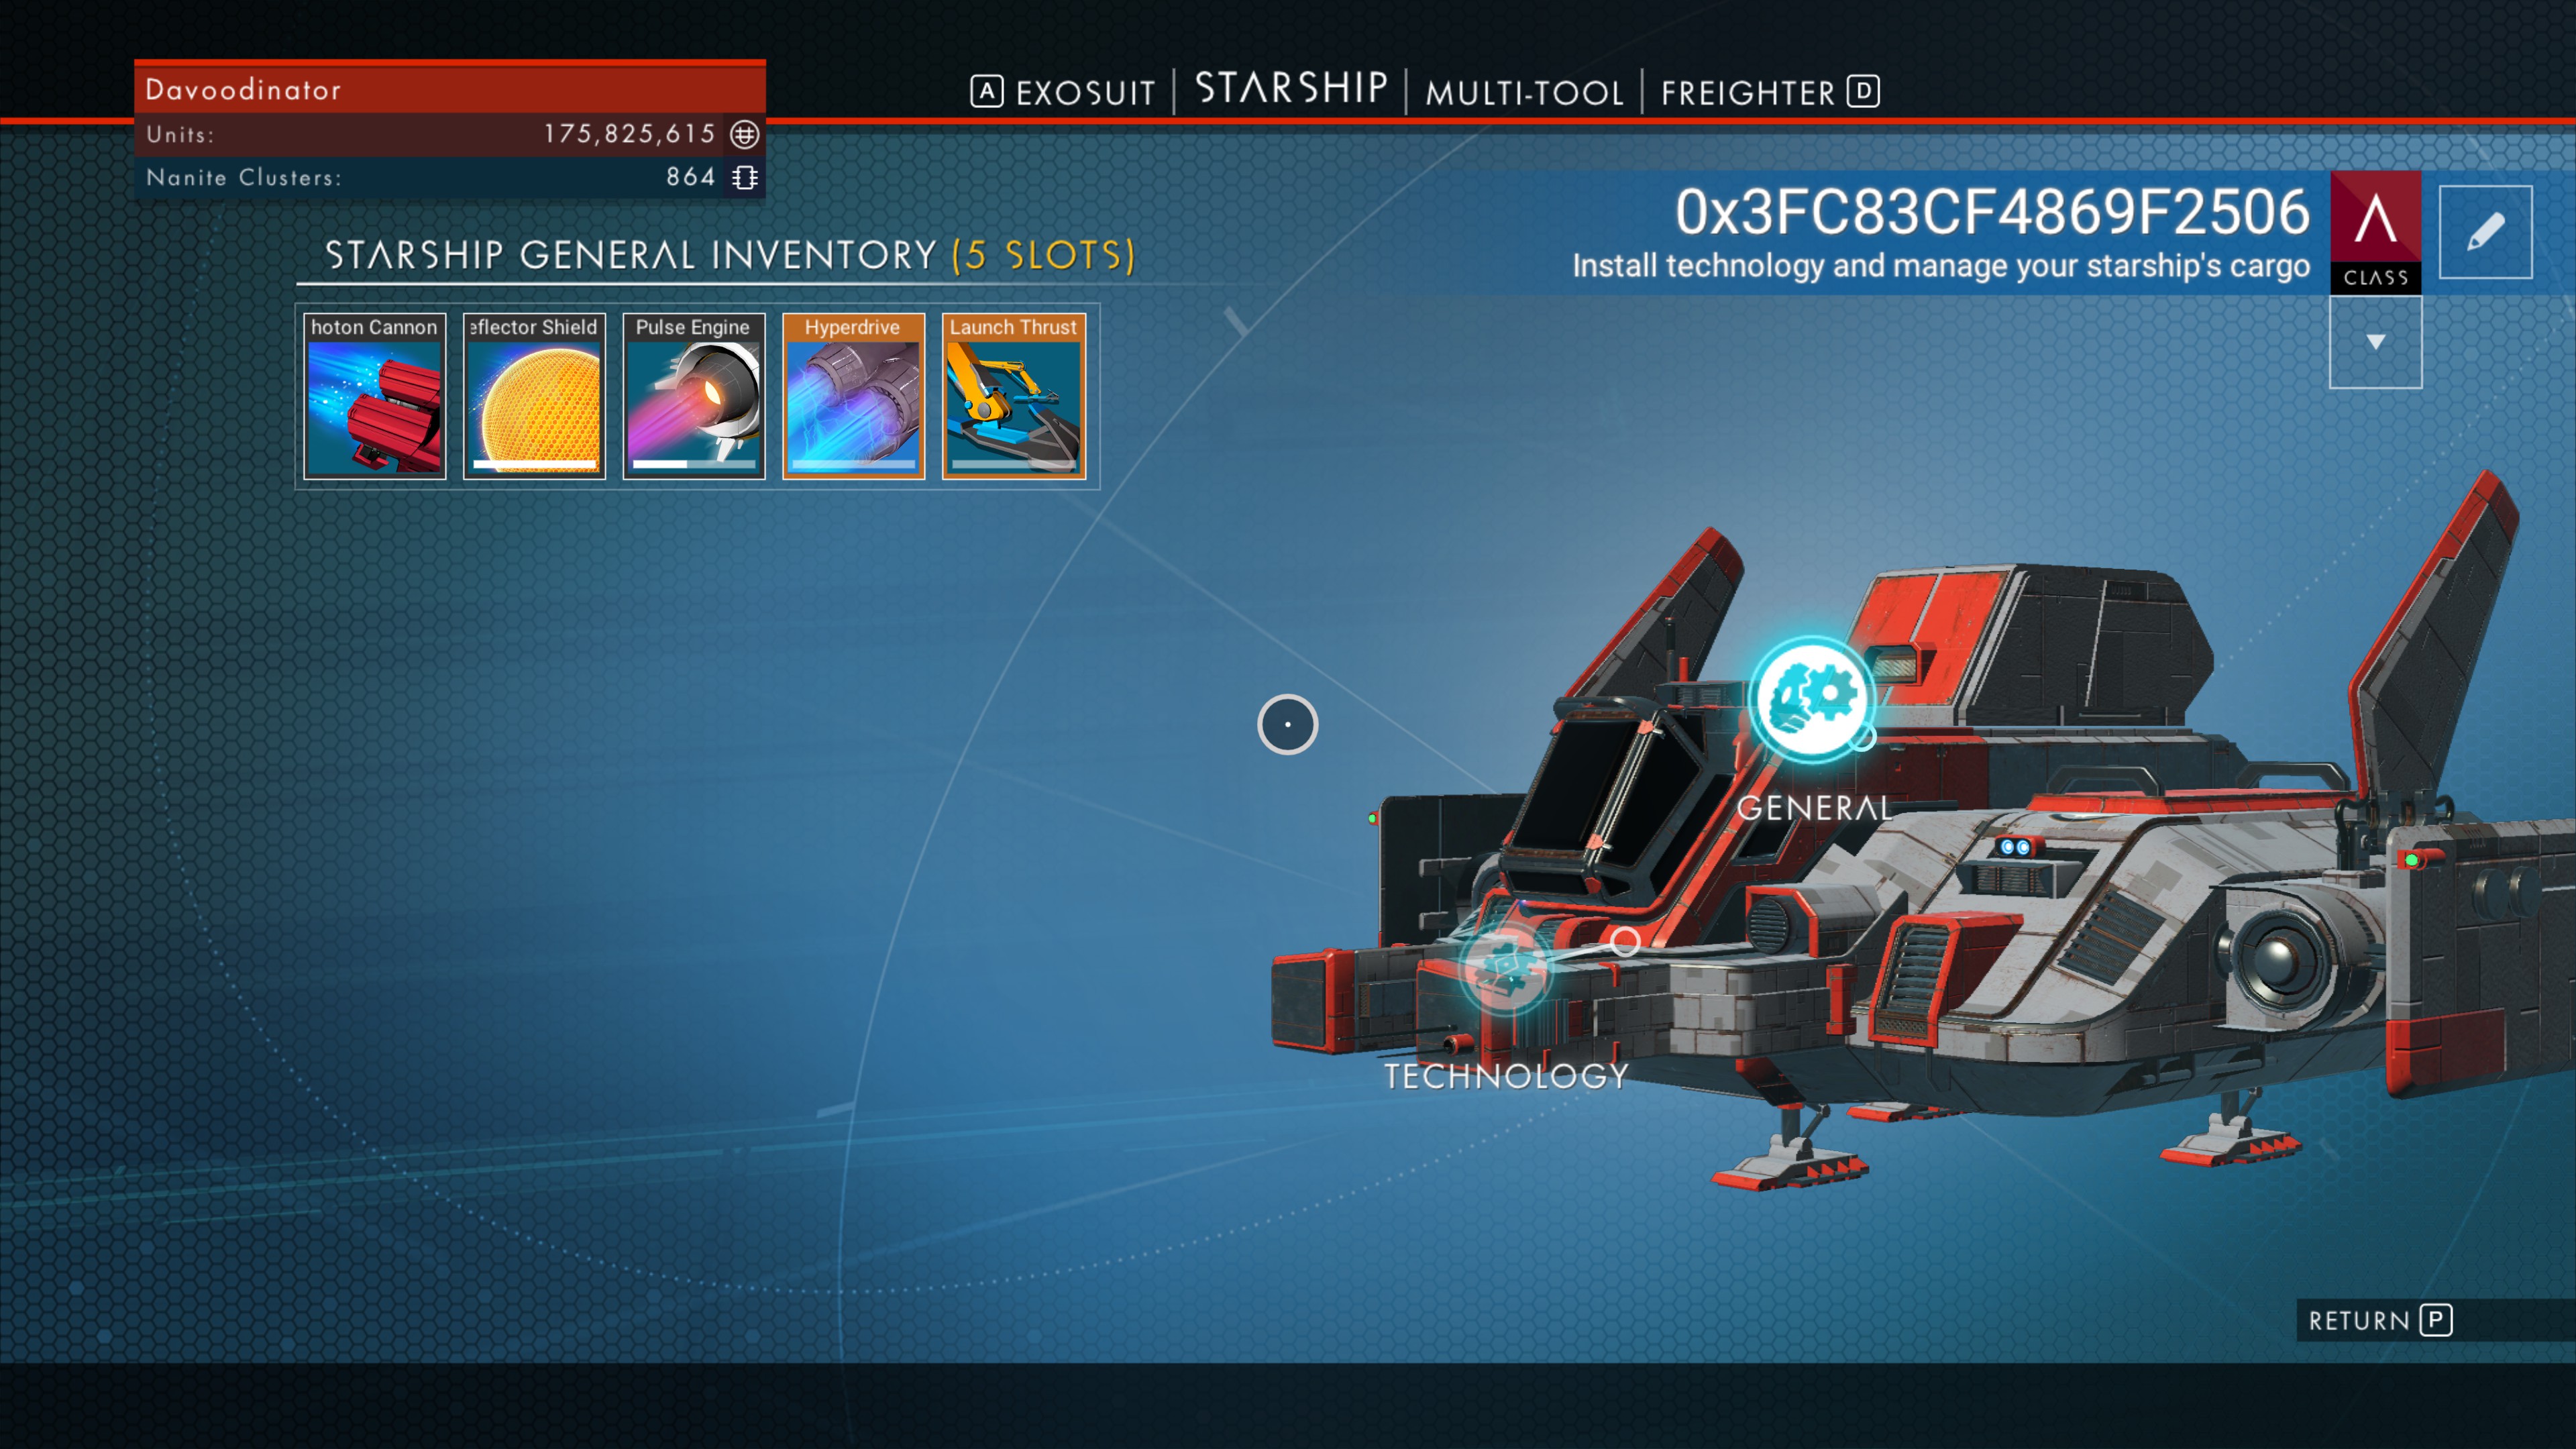 Davoodinator
Units: 175,825,615
Nanite Clusters: 864
A EXOSUIT STARSHIP MULTI-TOOL FREIGHTER D
0x3FC83CF4869F2506
Install technology and manage your starship's cargo
A
CLASS
STARSHIP GENERAL INVENTORY (5 SLOTS)
hoton Cannon eflector Shield Pulse Engine Hyperdrive Launch Thrust
GENERAL
TECHNOLOGY
RETURN P